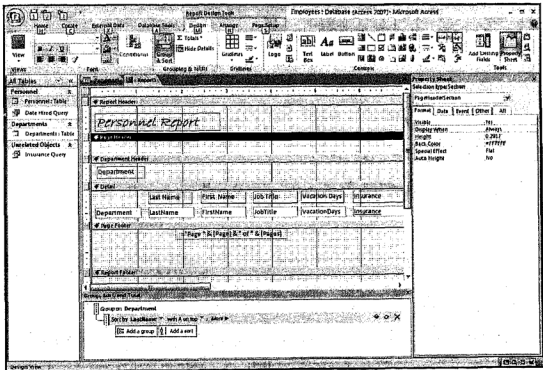 Report Design Tools
Employees : Database (Access 2007) - Microsoft Access
Home Create External Data Database Tools Design Arrange Page Setup
View
Conditional
Σ Totals
Hide Details
& Sort
Gridlines
Logo
Text Box
Label
Button
Add Existing Fields
Property Sheet
Views
Font
Grouping & Totals
Gridlines
Controls
Tools
All Tables
Personnel
Personnel : Table
Date Hired Query
Departments
Departments : Table
Unrelated Objects
Insurance Query
Report Header
Personnel Report
Page Header
Department Header
Department
Detail
Last Name First Name Job Title Vacation Days Insurance
Department LastName FirstName JobTitle VacationDays Insurance
Page Footer
="Page " & [Page] & " of " & [Pages]
Report Footer
Group, Sort, and Total
Group on Department
Sort by LastName with A on top More
Add a group Add a sort
Property Sheet
Selection type: Section
PageHeaderSection
Format Data Event Other All
Visible Yes
Display When Always
Height 0.2917
Back Color #FFFFFF
Special Effect Flat
Auto Height No
Design View